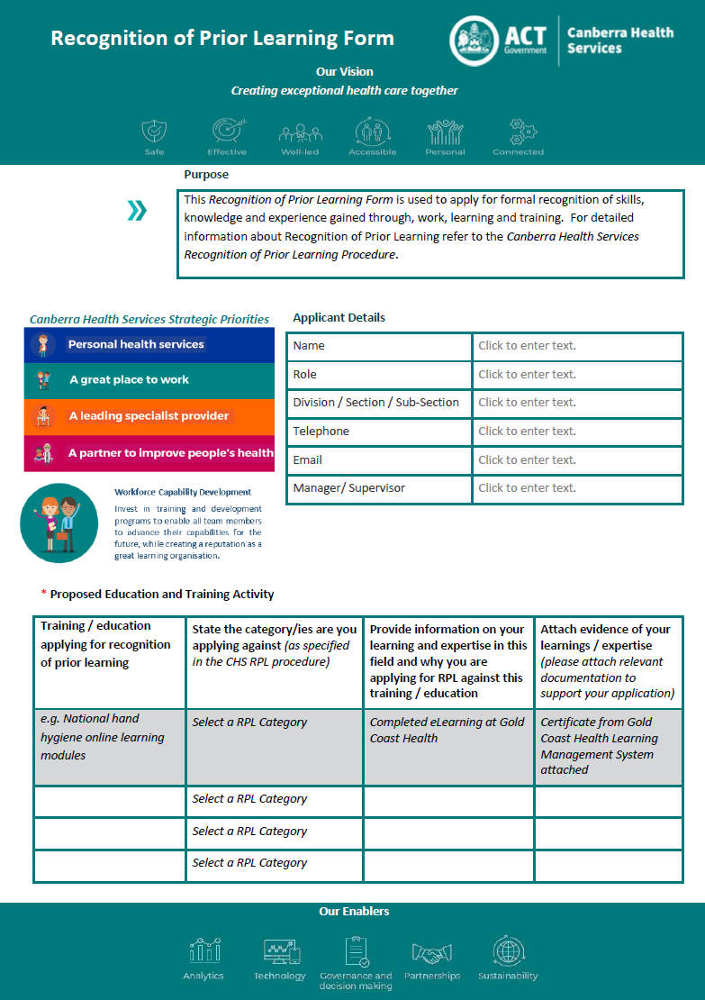 Recognition of Prior Learning Form
ACT
Government
Canberra Health
Services
Our Vision
Creating exceptional health care together
Safe
Effective
Well-led
Accessible
Personal
Connected
Purpose
This Recognition of Prior Learning Form is used to apply for formal recognition of skills,
knowledge and experience gained through, work, learning and training. For detailed
information about Recognition of Prior Learning refer to the Canberra Health Services
Recognition of Prior Learning Procedure.
Canberra Health Services Strategic Priorities
Personal health services
A great place to work
A leading specialist provider
A partner to improve people's health
Workforce Capability Development
Invest in training and development
programs to enable all team members
to advance their capabilities for the
future, while creating a reputation as a
great learning organisation.
Applicant Details
Name
Click to enter text.
Role
Click to enter text.
Division / Section / Sub-Section
Click to enter text.
Telephone
Click to enter text.
Email
Click to enter text.
Manager/ Supervisor
Click to enter text.
* Proposed Education and Training Activity
Training / education
applying for recognition
of prior learning
State the category/ies are you
applying against (as specified
in the CHS RPL procedure)
Provide information on your
learning and expertise in this
field and why you are
applying for RPL against this
training / education
Attach evidence of your
learnings / expertise
(please attach relevant
documentation to
support your application)
e.g. National hand
hygiene online learning
modules
Select a RPL Category
Completed eLearning at Gold
Coast Health
Certificate from Gold
Coast Health Learning
Management System
attached
Select a RPL Category
Select a RPL Category
Select a RPL Category
Our Enablers
Analytics
Technology
Governance and
decision making
Partnerships
Sustainability